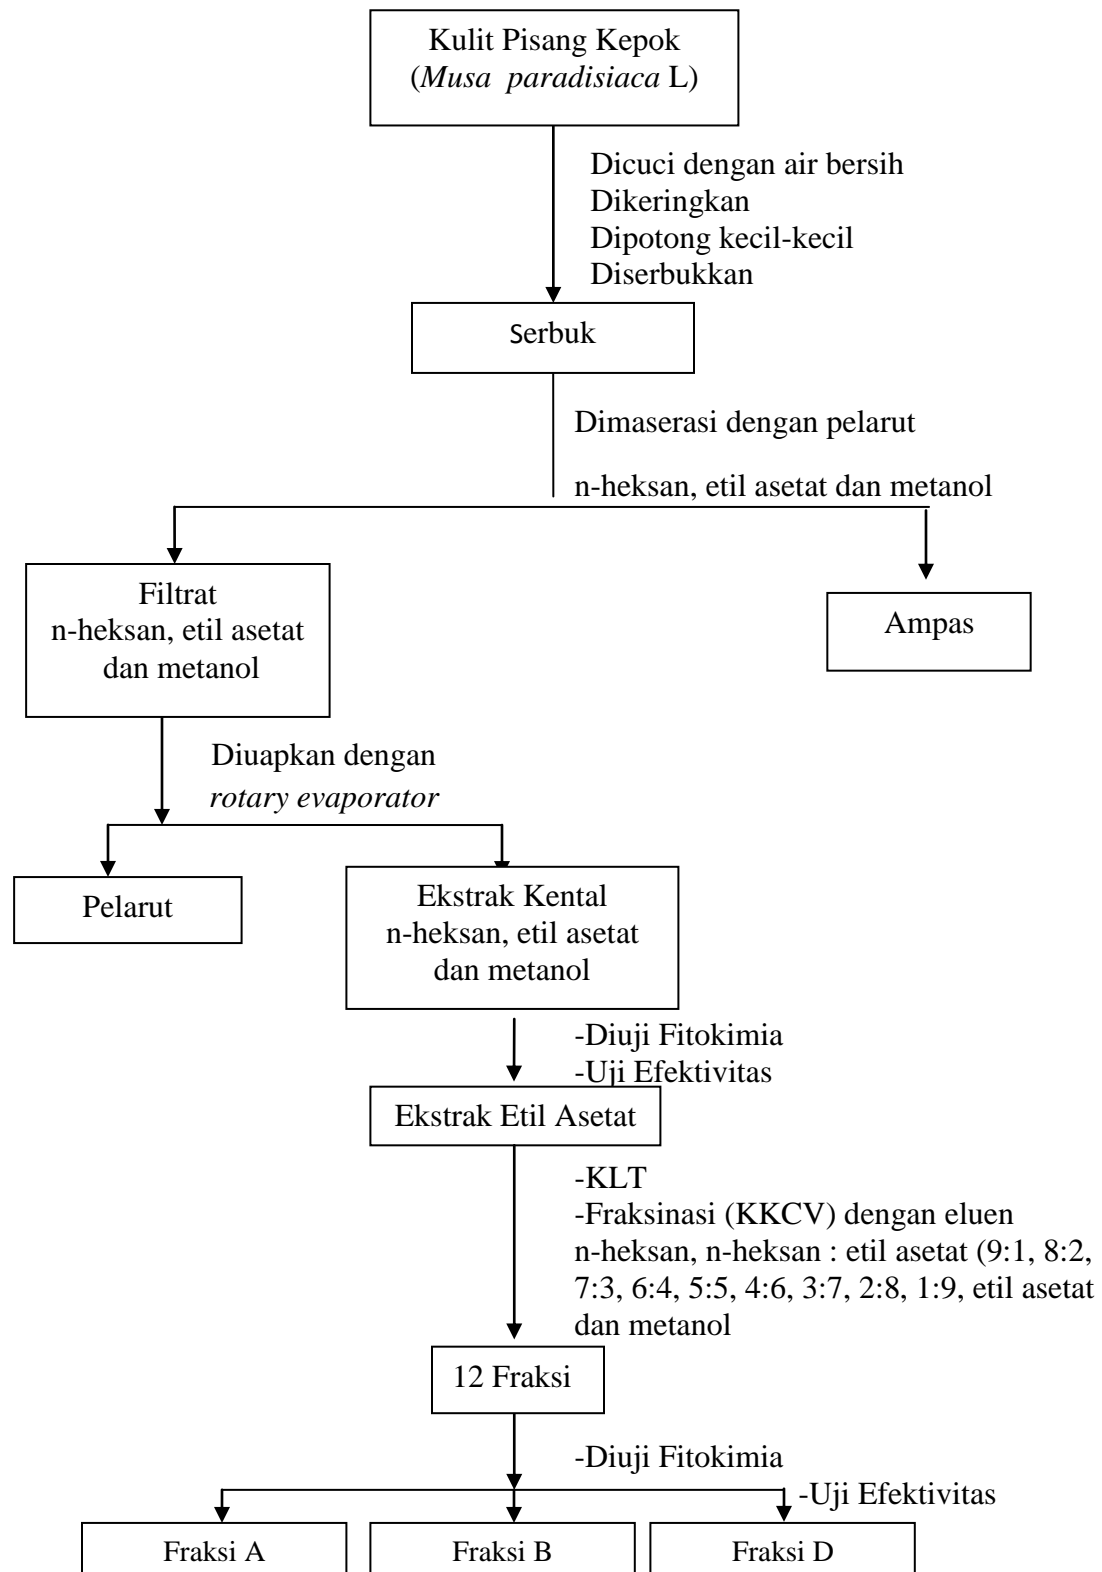 Kulit Pisang Kepok
(Musa paradisiaca L)
Dicuci dengan air bersih
Dikeringkan
Dipotong kecil-kecil
Diserbukkan
Serbuk
Dimaserasi dengan pelarut
n-heksan, etil asetat dan metanol
Filtrat
n-heksan, etil asetat
dan metanol
Ampas
Diuapkan dengan
rotary evaporator
Pelarut
Ekstrak Kental
n-heksan, etil asetat
dan metanol
-Diuji Fitokimia
-Uji Efektivitas
Ekstrak Etil Asetat
-KLT
-Fraksinasi (KKCV) dengan eluen
n-heksan, n-heksan : etil asetat (9:1, 8:2,
7:3, 6:4, 5:5, 4:6, 3:7, 2:8, 1:9, etil asetat
dan metanol
12 Fraksi
-Diuji Fitokimia
-Uji Efektivitas
Fraksi A
Fraksi B
Fraksi D